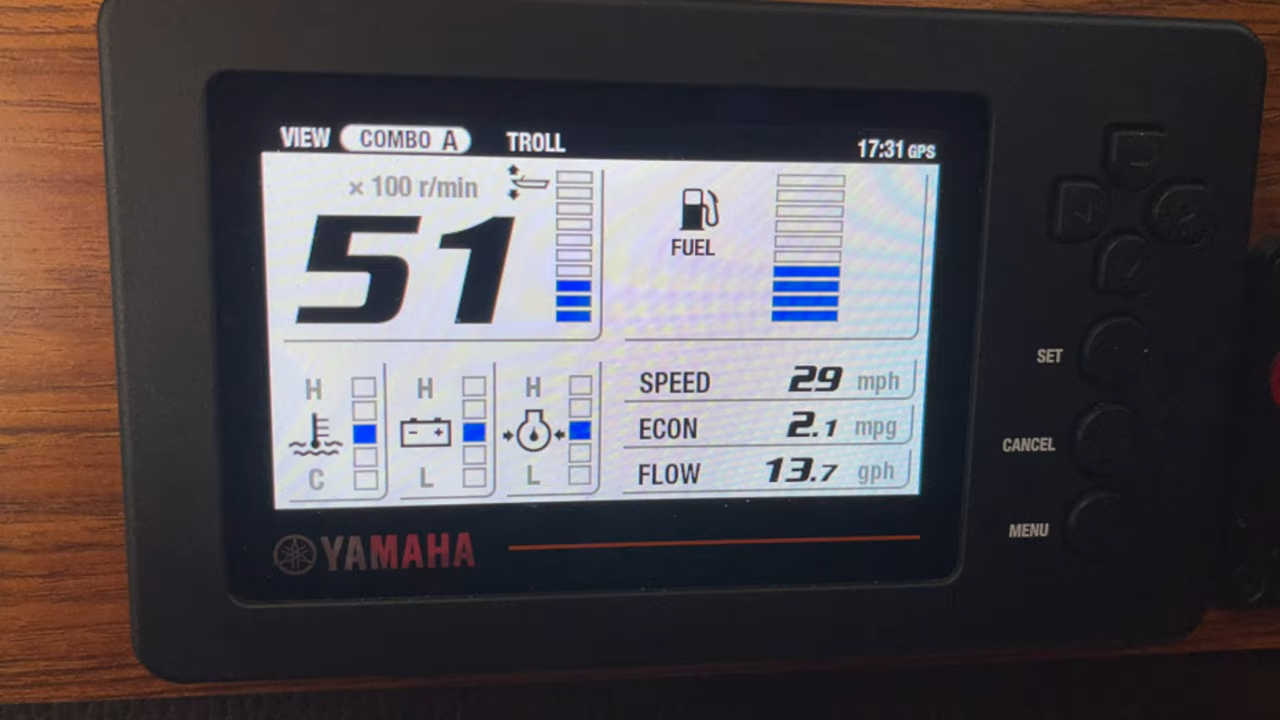 VIEW COMBO A TROLL 17:31 GPS
× 100 r/min
51
FUEL
H H H
C L L
SPEED 29 mph
ECON 2.1 mpg
FLOW 13.7 gph
YAMAHA
SET
CANCEL
MENU